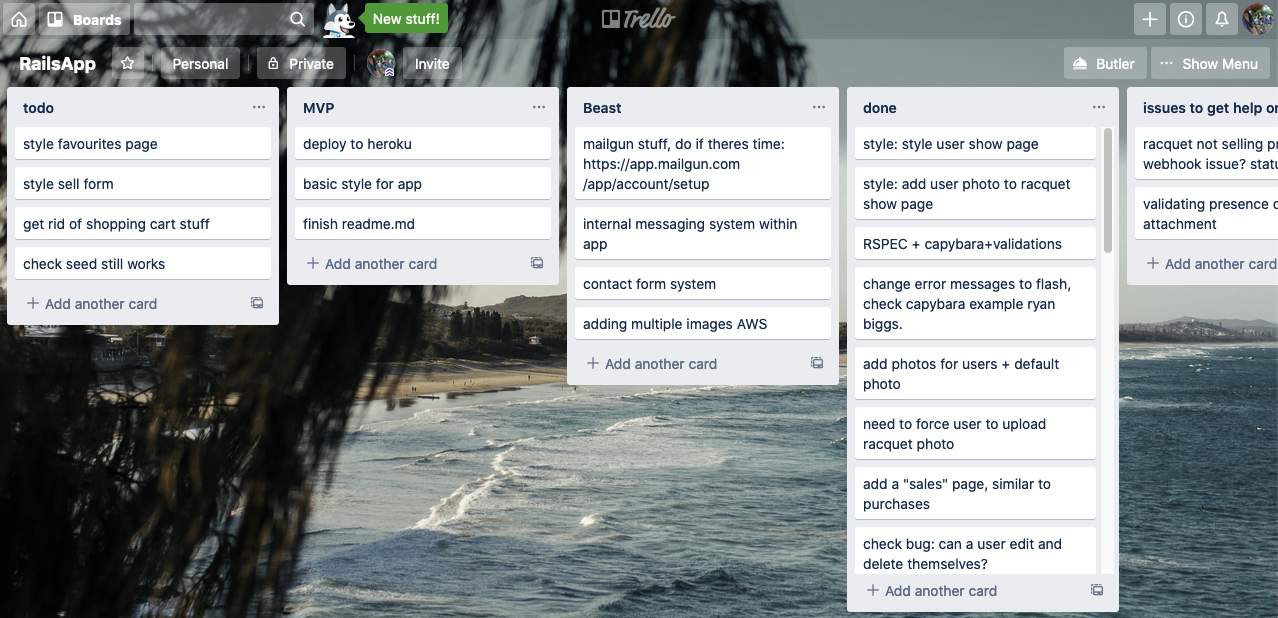 Boards
New stuff!
Trello
RailsApp
Personal
Private
Invite
Butler
Show Menu
todo
style favourites page
style sell form
get rid of shopping cart stuff
check seed still works
Add another card
MVP
deploy to heroku
basic style for app
finish readme.md
Add another card
Beast
mailgun stuff, do if theres time:
https://app.mailgun.com
/app/account/setup
internal messaging system within
app
contact form system
adding multiple images AWS
Add another card
done
style: style user show page
style: add user photo to racquet
show page
RSPEC + capybara+validations
change error messages to flash,
check capybara example ryan
biggs.
add photos for users + default
photo
need to force user to upload
racquet photo
add a "sales" page, similar to
purchases
check bug: can a user edit and
delete themselves?
Add another card
issues to get help
racquet not selling
webhook issue?
validating presence
attachment
Add another card